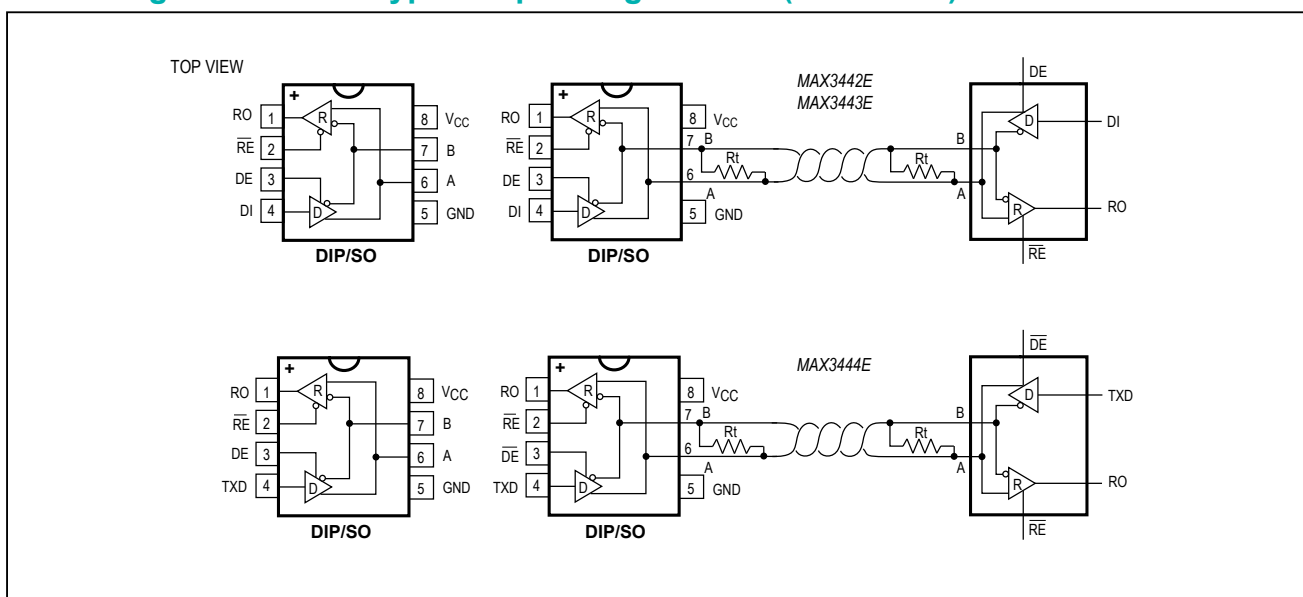 TOP VIEW
+
RO 1
RE 2
DE 3
DI 4
R
D
8 VCC
7 B
6 A
5 GND
DIP/SO
+
RO 1
RE 2
DE 3
DI 4
R
D
8 VCC
7 B
Rt
6
A
5 GND
DIP/SO
MAX3442E
MAX3443E
DE
D
DI
B
Rt
A
R
RO
RE
+
RO 1
RE 2
DE 3
TXD 4
R
D
8 VCC
7 B
6 A
5 GND
DIP/SO
+
RO 1
RE 2
DE 3
TXD 4
R
D
8 VCC
7 B
Rt
6
A
5 GND
DIP/SO
MAX3444E
DE
D
TXD
B
Rt
A
R
RO
RE